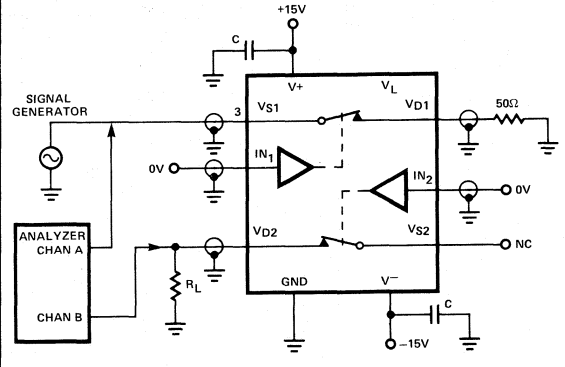 +15V
C
V+
VL
SIGNAL
GENERATOR
3
VS1
VD1
50Ω
0V
IN1
IN2
0V
ANALYZER
CHAN A
VD2
VS2
NC
RL
CHAN B
GND
V−
C
−15V